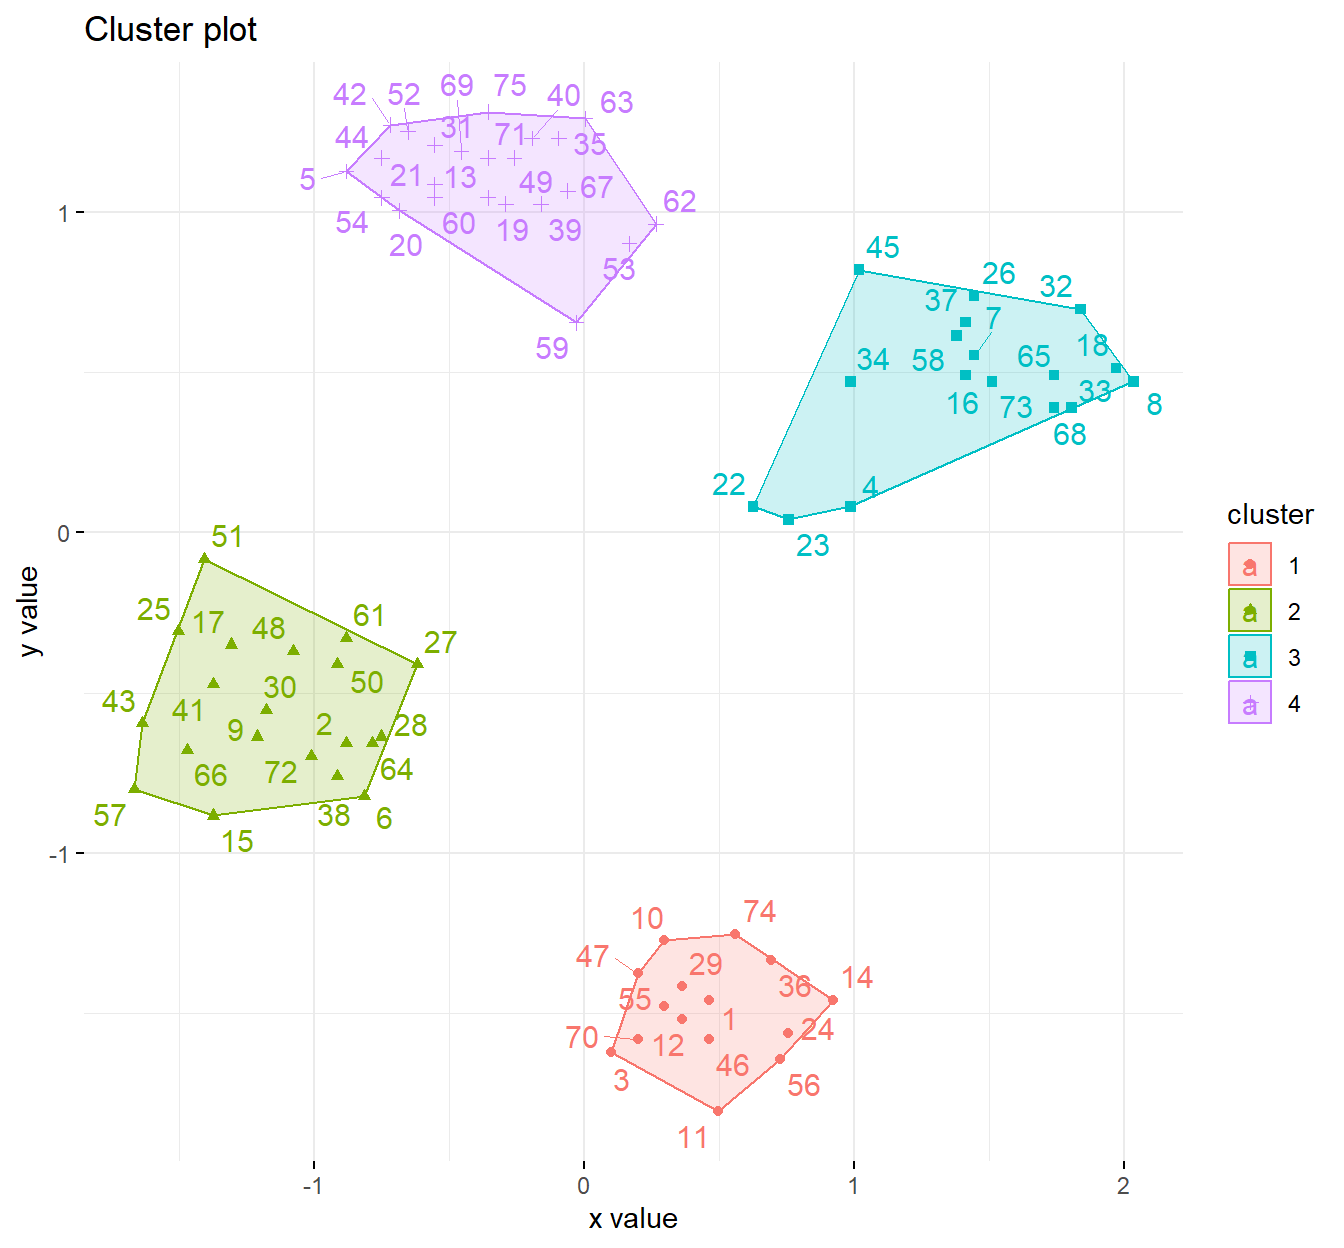 Cluster plot
69 75
42 52 40 63
44 31 71 35
5 21 13 49 67 62
54 20 60 19 39
53
59
45
26 32
37 7
34 58 65 18
16 73 33 8
68
22 4
23
51
25 17 48 61 27
43 41 30 50
9 2 28
66 72 64
57 38 6
15
10 74
47 29 36 14
55 1 24
70 12 46 56
3
11
1
0
-1
y value
-1 0 1 2
x value
cluster
a 1
a 2
a 3
a 4